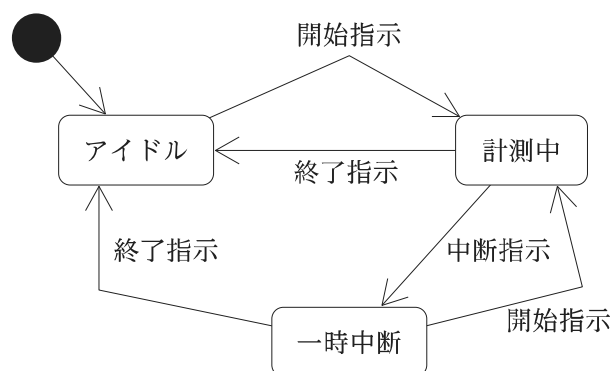 開始指示
アイドル
計測中
終了指示
終了指示
中断指示
開始指示
一時中断